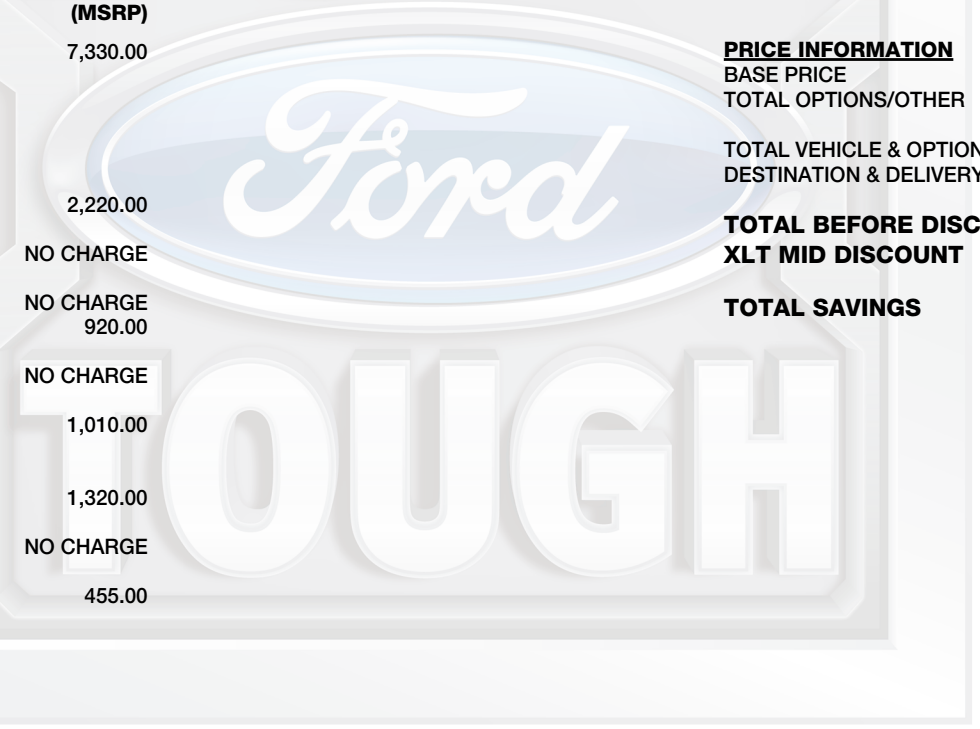 (MSRP)
7,330.00
2,220.00
NO CHARGE
NO CHARGE
920.00
NO CHARGE
1,010.00
1,320.00
NO CHARGE
455.00
Ford
TOUGH
PRICE INFORMATION
BASE PRICE
TOTAL OPTIONS/OTHER
TOTAL VEHICLE & OPTION
DESTINATION & DELIVERY
TOTAL BEFORE DISC
XLT MID DISCOUNT
TOTAL SAVINGS